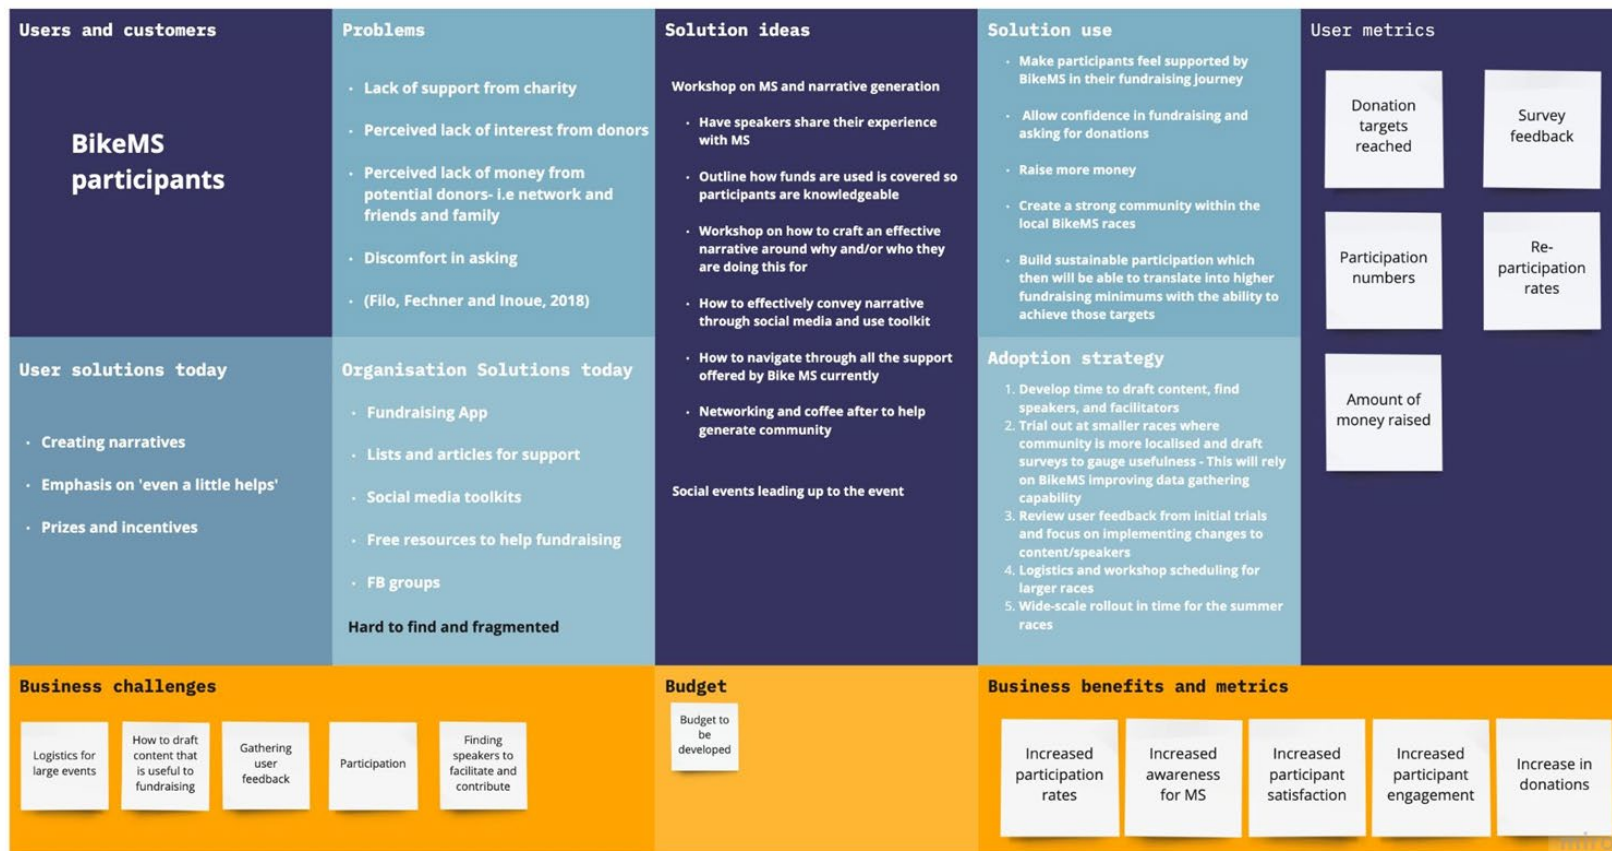 Users and customers
BikeMS
participants
Problems
· Lack of support from charity
· Perceived lack of interest from donors
· Perceived lack of money from
potential donors- i.e network and
friends and family
· Discomfort in asking
· (Filo, Fechner and Inoue, 2018)
Solution ideas
Workshop on MS and narrative generation
· Have speakers share their experience
with MS
· Outline how funds are used is covered so
participants are knowledgeable
· Workshop on how to craft an effective
narrative around why and/or who they
are doing this for
· How to effectively convey narrative
through social media and use toolkit
· How to navigate through all the support
offered by Bike MS currently
· Networking and coffee after to help
generate community
Social events leading up to the event
Solution use
· Make participants feel supported by
BikeMS in their fundraising journey
· Allow confidence in fundraising and
asking for donations
· Raise more money
· Create a strong community within the
local BikeMS races
· Build sustainable participation which
then will be able to translate into higher
fundraising minimums with the ability to
achieve those targets
User metrics
Donation
targets
reached
Survey
feedback
Participation
numbers
Re-
participation
rates
Amount of
money raised
User solutions today
· Creating narratives
· Emphasis on 'even a little helps'
· Prizes and incentives
Organisation Solutions today
· Fundraising App
· Lists and articles for support
· Social media toolkits
· Free resources to help fundraising
· FB groups
Hard to find and fragmented
Adoption strategy
1. Develop time to draft content, find
speakers, and facilitators
2. Trial out at smaller races where
community is more localised and draft
surveys to gauge usefulness - This will rely
on BikeMS improving data gathering
capability
3. Review user feedback from initial trials
and focus on implementing changes to
content/speakers
4. Logistics and workshop scheduling for
larger races
5. Wide-scale rollout in time for the summer
races
Business challenges
Logistics for
large events
How to draft
content that
is useful to
fundraising
Gathering
user
feedback
Participation
Finding
speakers to
facilitate and
contribute
Budget
Budget to
be
developed
Business benefits and metrics
Increased
participation
rates
Increased
awareness
for MS
Increased
participant
satisfaction
Increased
participant
engagement
Increase in
donations
miro